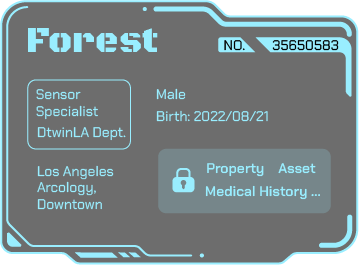 Forest
NO. 35650583
Sensor
Specialist
DtwinLA Dept.
Male
Birth: 2022/08/21
Los Angeles
Arcology,
Downtown
Property Asset
Medical History ...